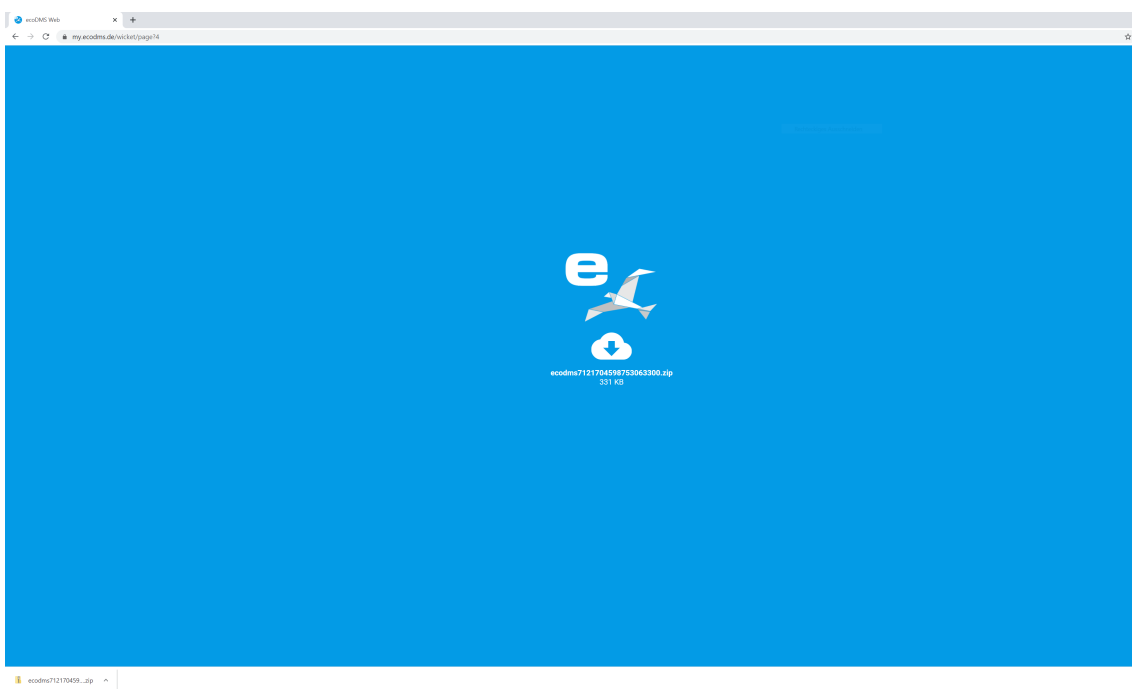 ecoDMS Web
my.ecodms.de/wicket/page?4
e
ecodms7121704598753063300.zip
331 KB
ecodms712170459....zip